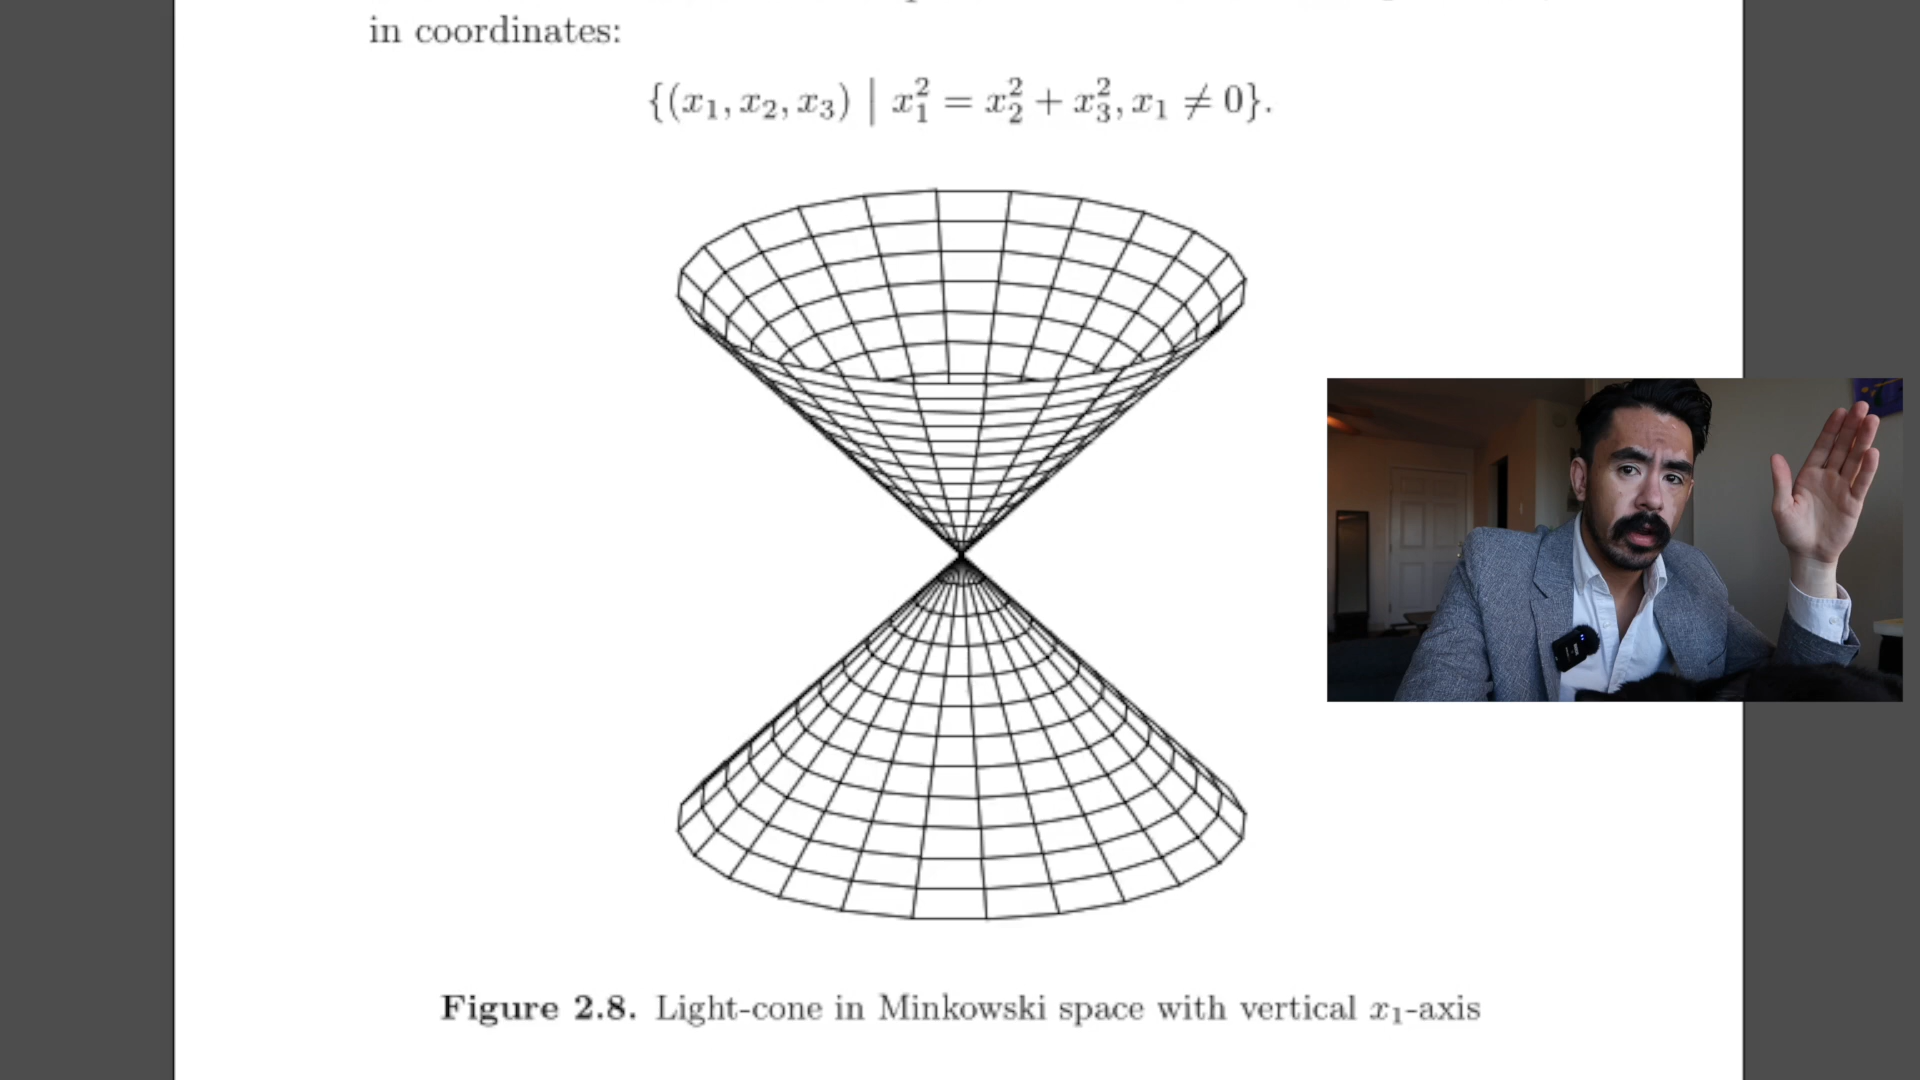 in coordinates:
{(x₁, x₂, x₃) | x₁² = x₂² + x₃², x₁ ≠ 0}.
Figure 2.8. Light-cone in Minkowski space with vertical x₁-axis